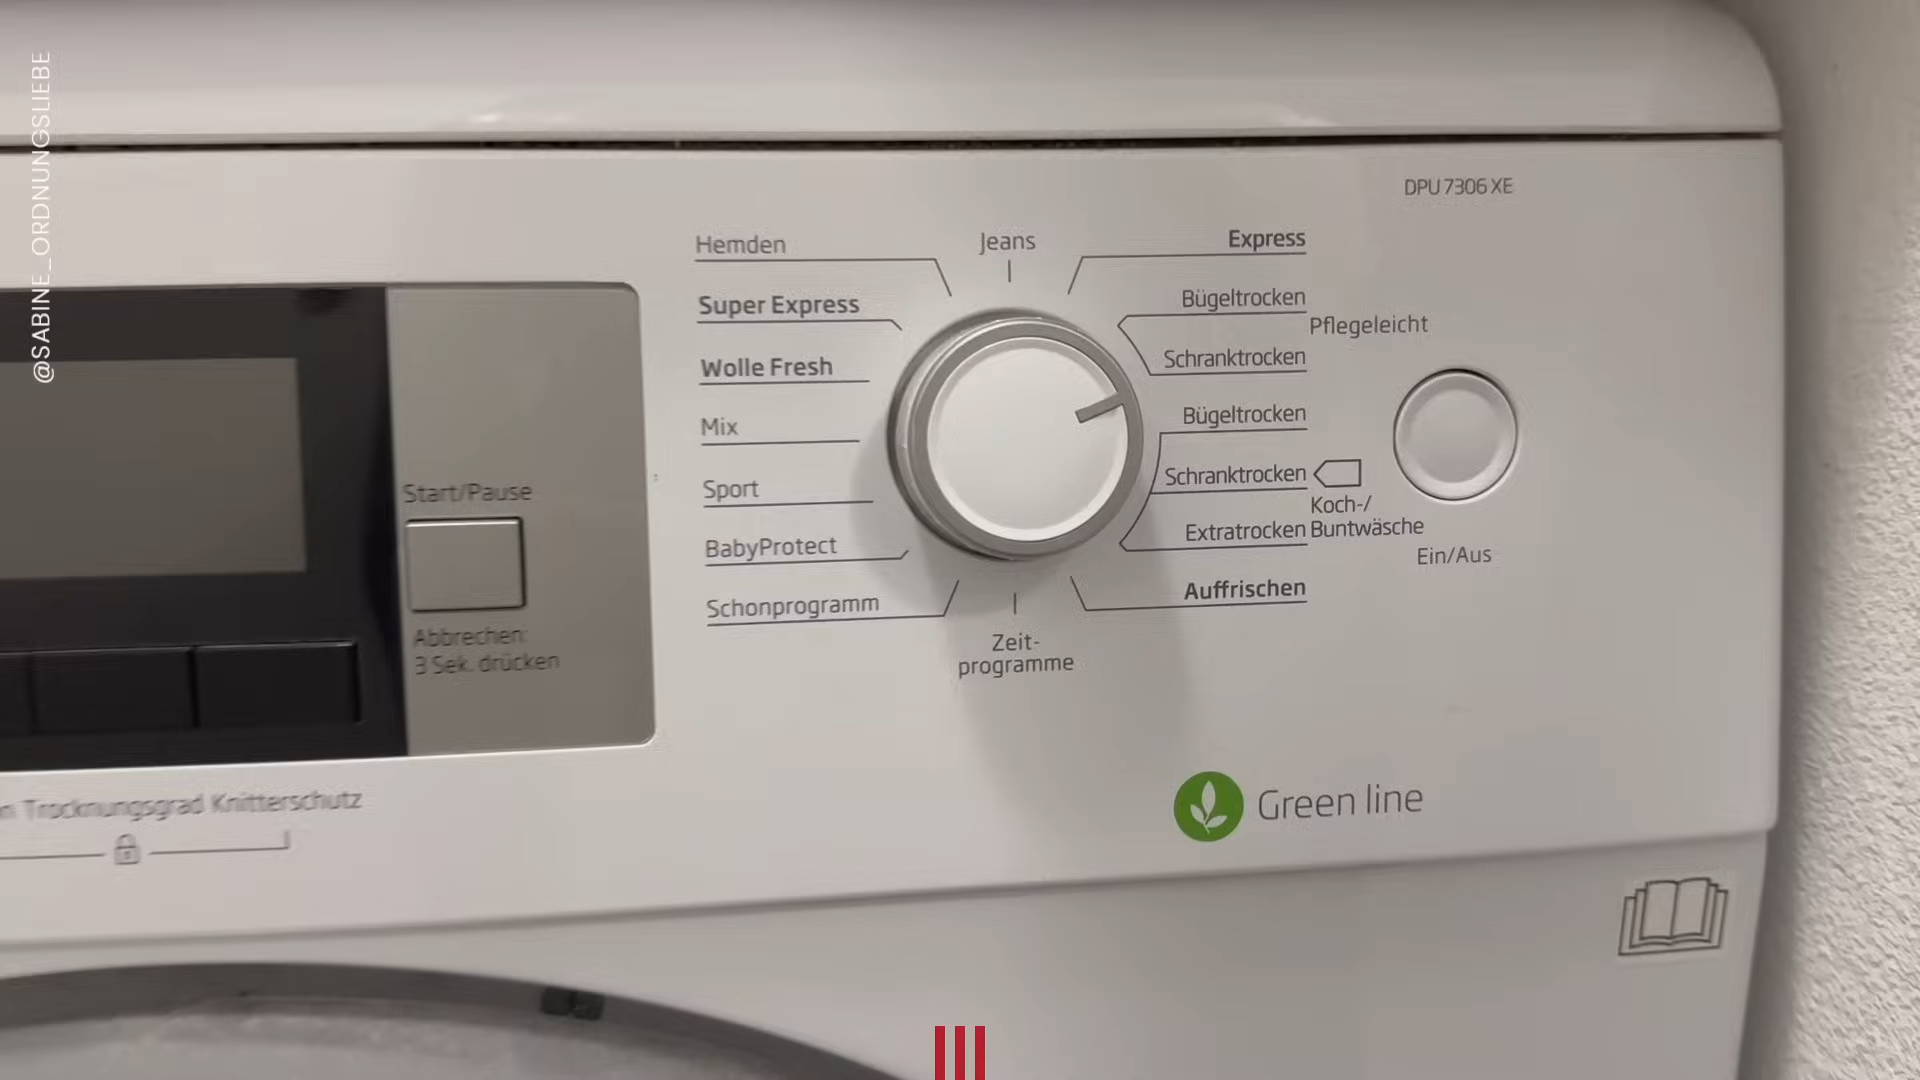 @SABINE_ORDNUNGSLIEBE
DPU 7306 XE
Hemden
Super Express
Wolle Fresh
Mix
Sport
BabyProtect
Schonprogramm
Jeans
Express
Bügeltrocken
Pflegeleicht
Schranktrocken
Bügeltrocken
Schranktrocken
Koch-/
Buntwäsche
Extratrocken
Auffrischen
Zeit-
programme
Ein/Aus
Start/Pause
Abbrechen:
3 Sek. drücken
Trocknungsgrad Knitterschutz
Green line